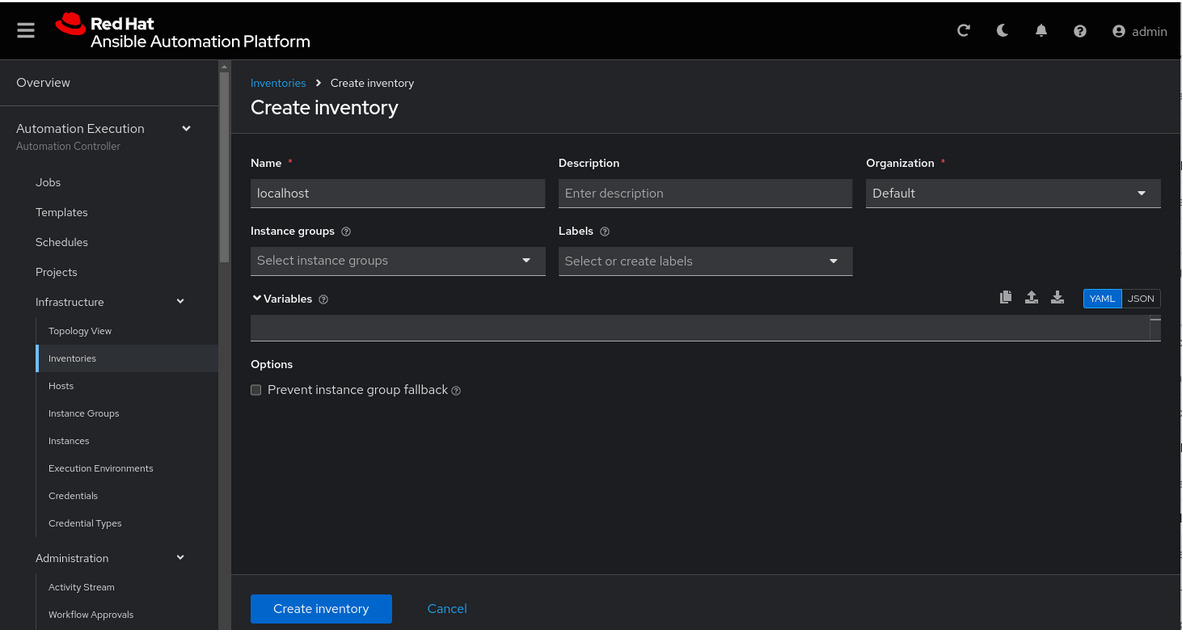 Red Hat
Ansible Automation Platform
admin
Overview
Automation Execution
Automation Controller
Jobs
Templates
Schedules
Projects
Infrastructure
Topology View
Inventories
Hosts
Instance Groups
Instances
Execution Environments
Credentials
Credential Types
Administration
Activity Stream
Workflow Approvals
Inventories > Create inventory
Create inventory
Name * Description Organization *
localhost Enter description Default
Instance groups Labels
Select instance groups Select or create labels
Variables YAML JSON
Options
Prevent instance group fallback
Create inventory Cancel